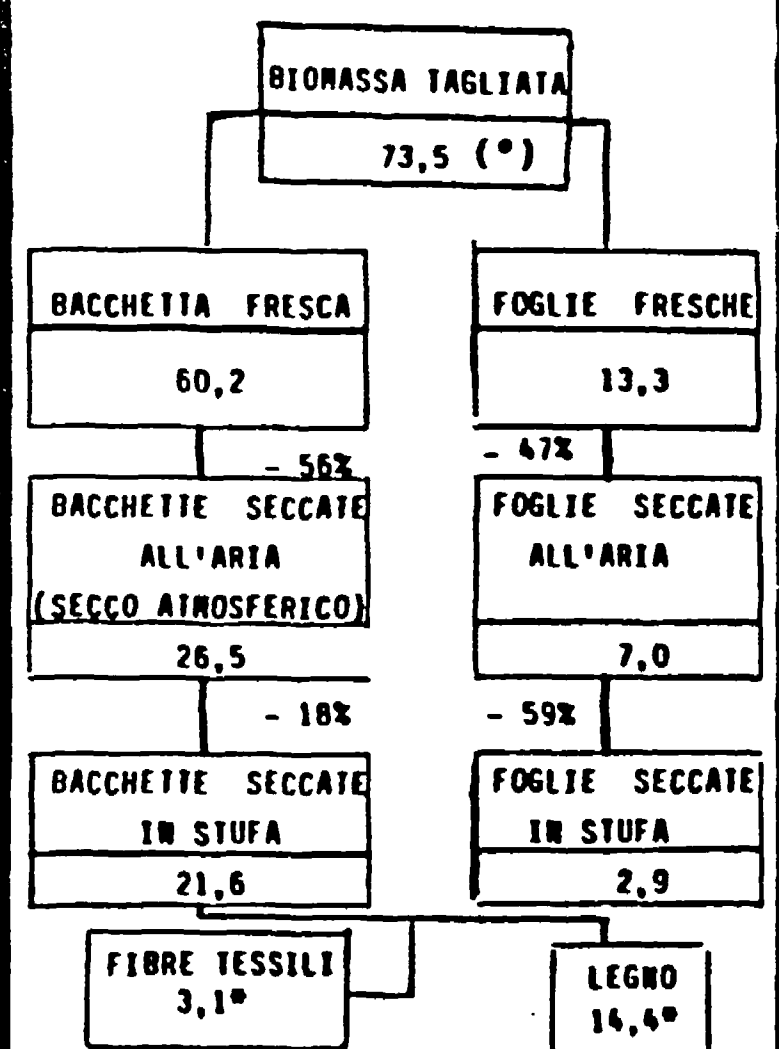 BIOMASSA TAGLIATA
73,5 (*)
BACCHETTA FRESCA
60,2
FOGLIE FRESCHE
13,3
- 56%
- 47%
BACCHETTE SECCATE
ALL'ARIA
(SECCO ATMOSFERICO)
26,5
FOGLIE SECCATE
ALL'ARIA
7,0
- 18%
- 59%
BACCHETTE SECCATE
IN STUFA
21,6
FOGLIE SECCATE
IN STUFA
2,9
FIBRE TESSILI
3,1*
LEGNO
14,4*